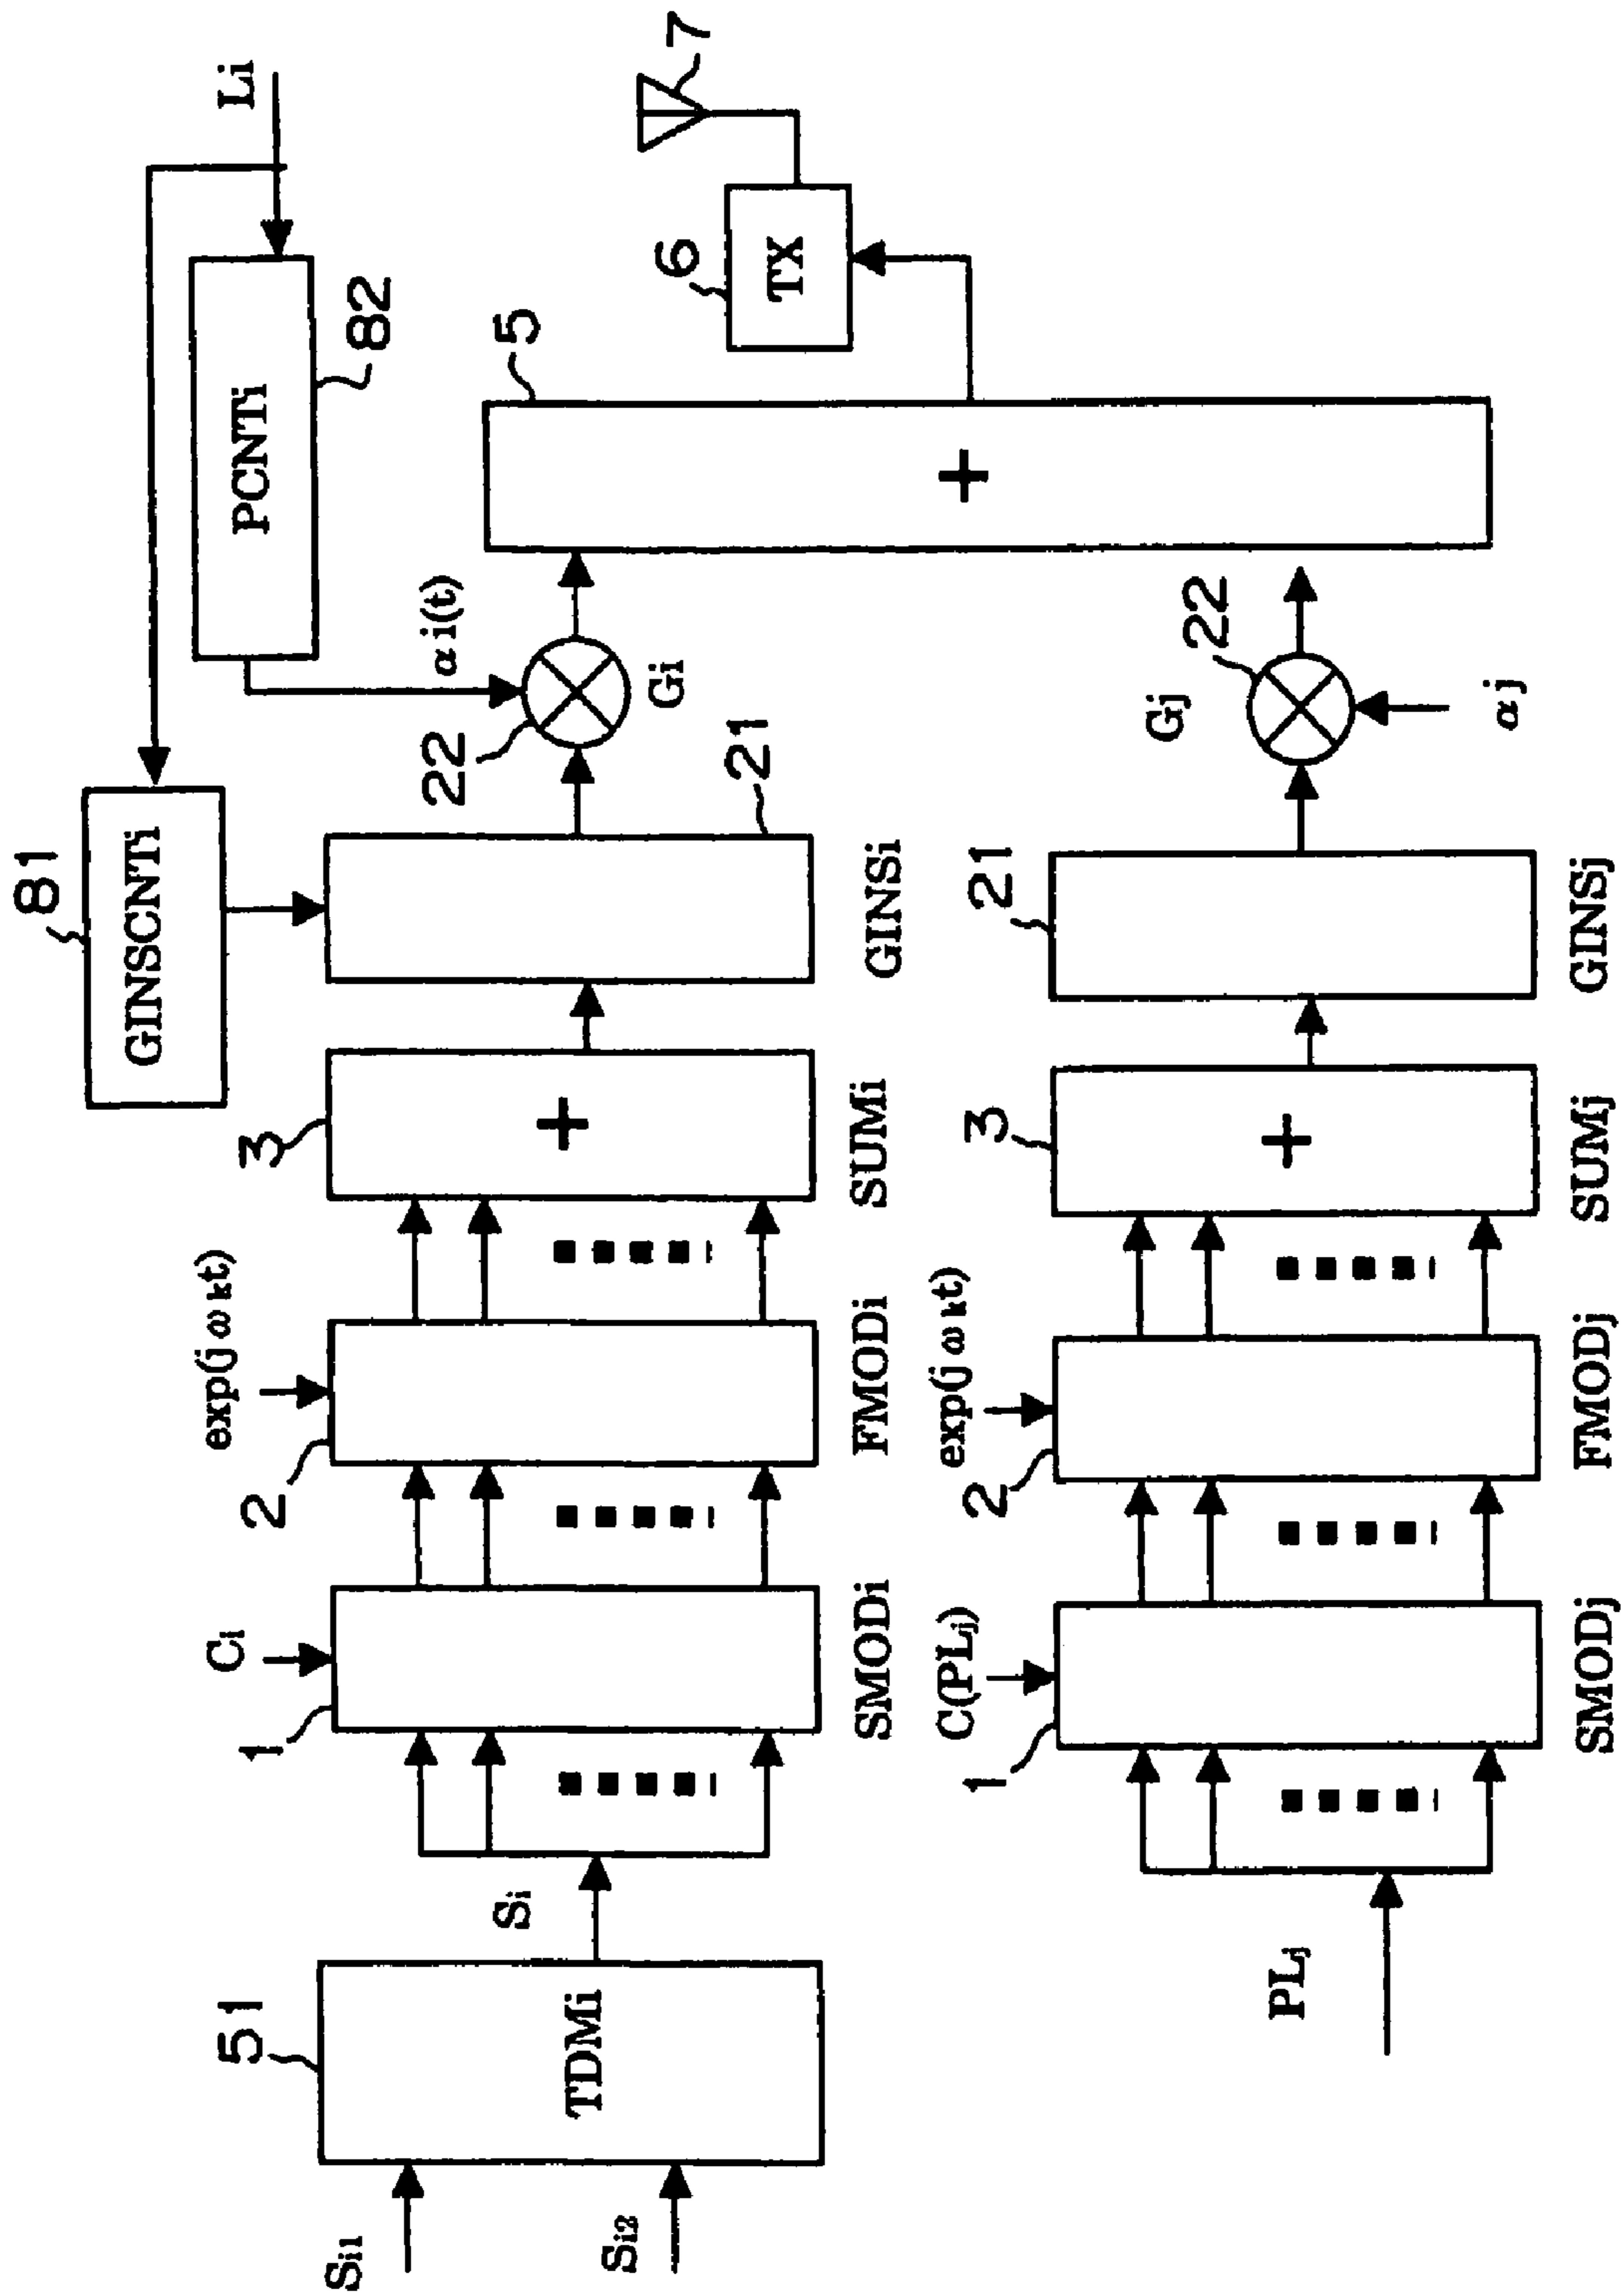 Si1
Si2
51
TDMi
Si
1
Ci
SMODi
2
exp(jωkt)
FMODi
3
+
SUMi
81
GINSCNTi
21
GINSi
22
αi(t)
Gi
PCNTi
82
Li
5
+
6
TX
7
PLj
1
C(PLj)
SMODj
2
exp(jωkt)
FMODj
3
+
SUMj
21
GINSj
Gj
22
αj